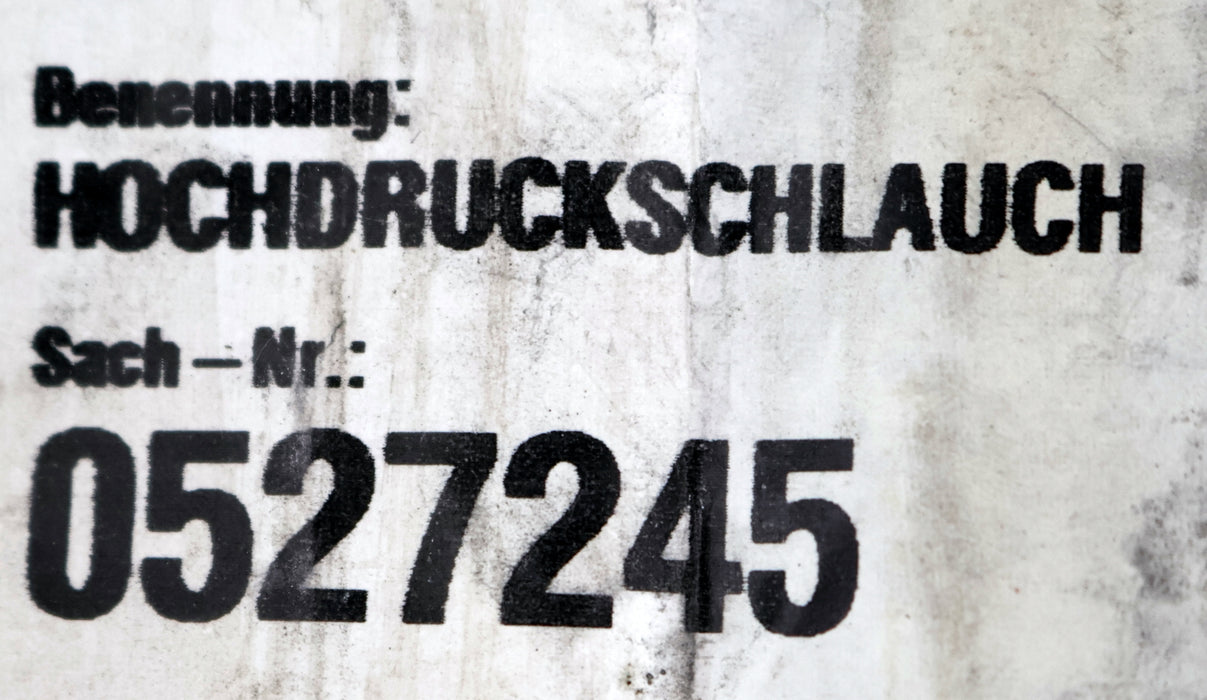 Benennung:
HOCHDRUCKSCHLAUCH
Sach – Nr.:
0527245